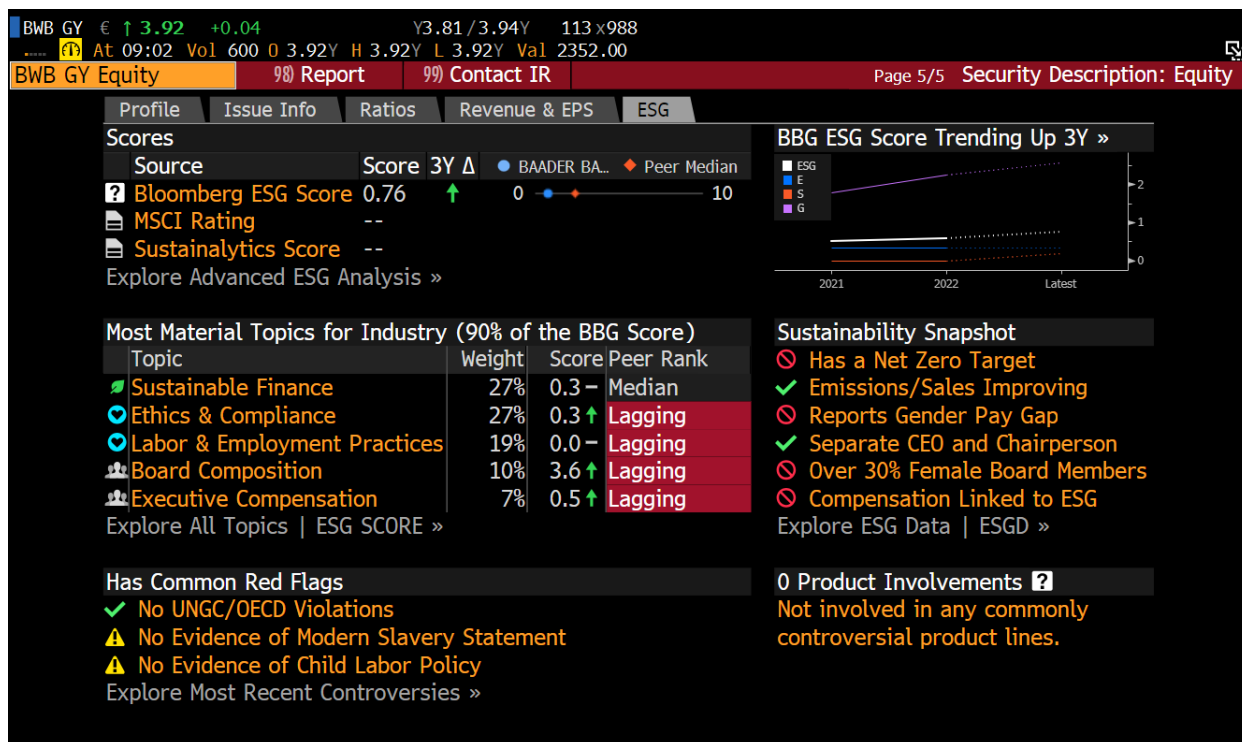 BWB GY € ↑ 3.92 +0.04 Y3.81/3.94Y 113x988
At 09:02 Vol 600 O 3.92Y H 3.92Y L 3.92Y Val 2352.00
BWB GY Equity 98) Report 99) Contact IR Page 5/5 Security Description: Equity
Profile Issue Info Ratios Revenue & EPS ESG
Scores
Source Score 3Y Δ BAADER BA... Peer Median
? Bloomberg ESG Score 0.76 ↑ 0 10
MSCI Rating --
Sustainalytics Score --
Explore Advanced ESG Analysis »
BBG ESG Score Trending Up 3Y »
ESG
E
S
G
2
1
0
2021 2022 Latest
Most Material Topics for Industry (90% of the BBG Score)
Topic Weight Score Peer Rank
Sustainable Finance 27% 0.3 – Median
Ethics & Compliance 27% 0.3 ↑ Lagging
Labor & Employment Practices 19% 0.0 – Lagging
Board Composition 10% 3.6 ↑ Lagging
Executive Compensation 7% 0.5 ↑ Lagging
Explore All Topics | ESG SCORE »
Sustainability Snapshot
Has a Net Zero Target
Emissions/Sales Improving
Reports Gender Pay Gap
Separate CEO and Chairperson
Over 30% Female Board Members
Compensation Linked to ESG
Explore ESG Data | ESGD »
Has Common Red Flags
No UNGC/OECD Violations
No Evidence of Modern Slavery Statement
No Evidence of Child Labor Policy
Explore Most Recent Controversies »
0 Product Involvements ?
Not involved in any commonly
controversial product lines.